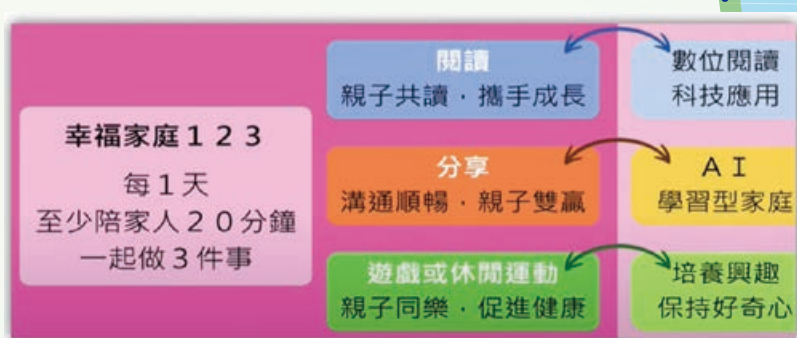 幸福家庭１２３
每１天
至少陪家人２０分鐘
一起做３件事
閱讀
親子共讀．攜手成長
數位閱讀
科技應用
分享
溝通順暢．親子雙贏
ＡＩ
學習型家庭
遊戲或休閒運動
親子同樂．促進健康
培養興趣
保持好奇心